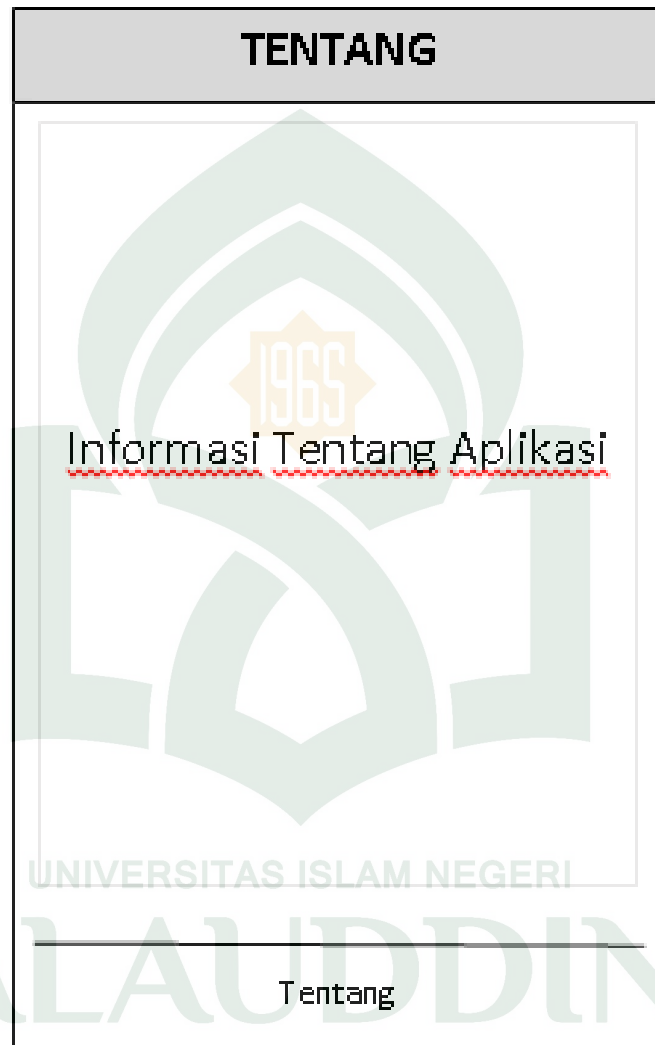 TENTANG
1965
Informasi Tentang Aplikasi
UNIVERSITAS ISLAM NEGERI
ALAUDDIN
Tentang